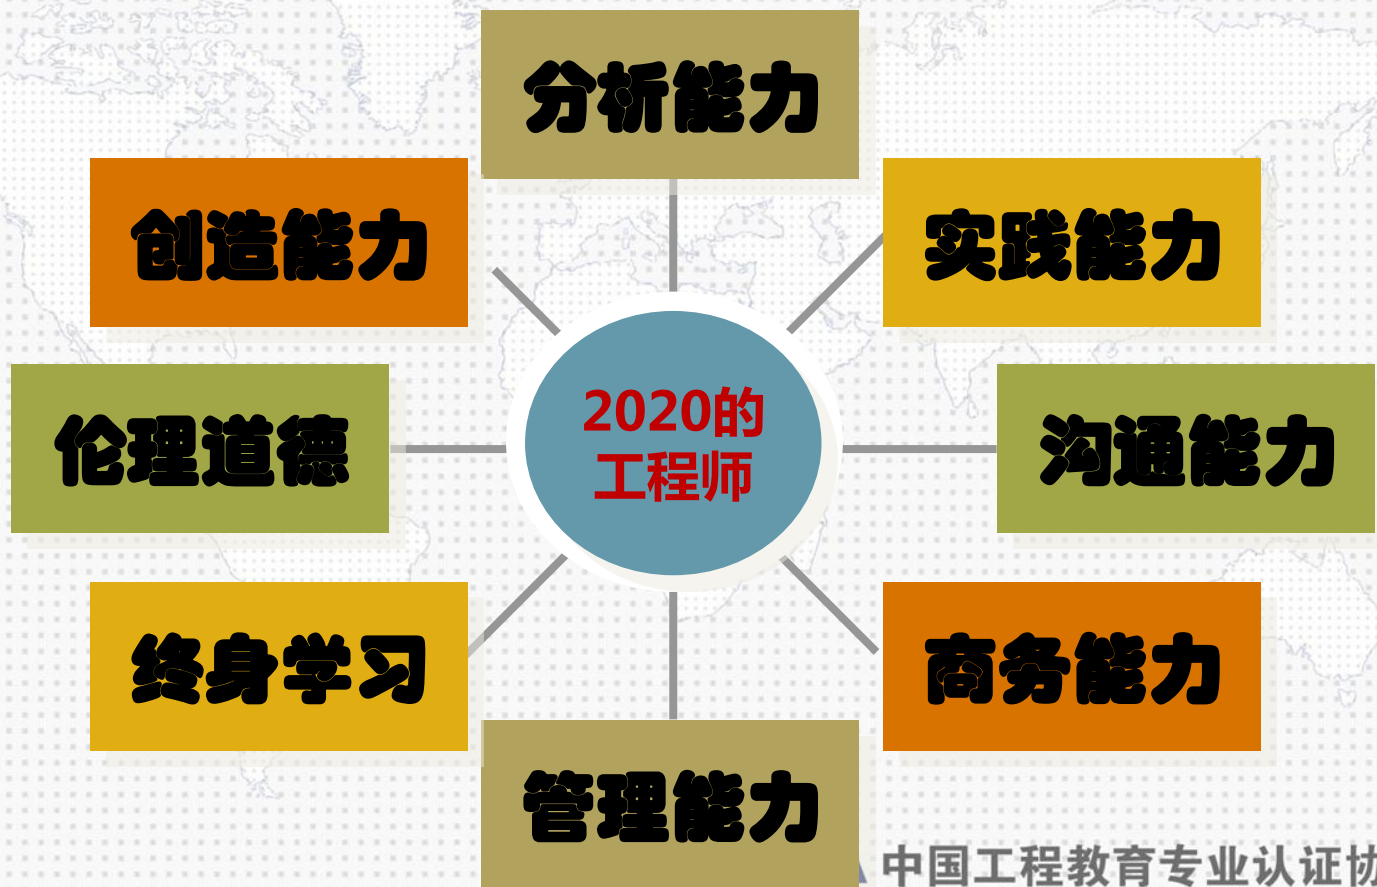 分析能力
创造能力
实践能力
2020的
工程师
伦理道德
沟通能力
终身学习
商务能力
管理能力
中国工程教育专业认证协